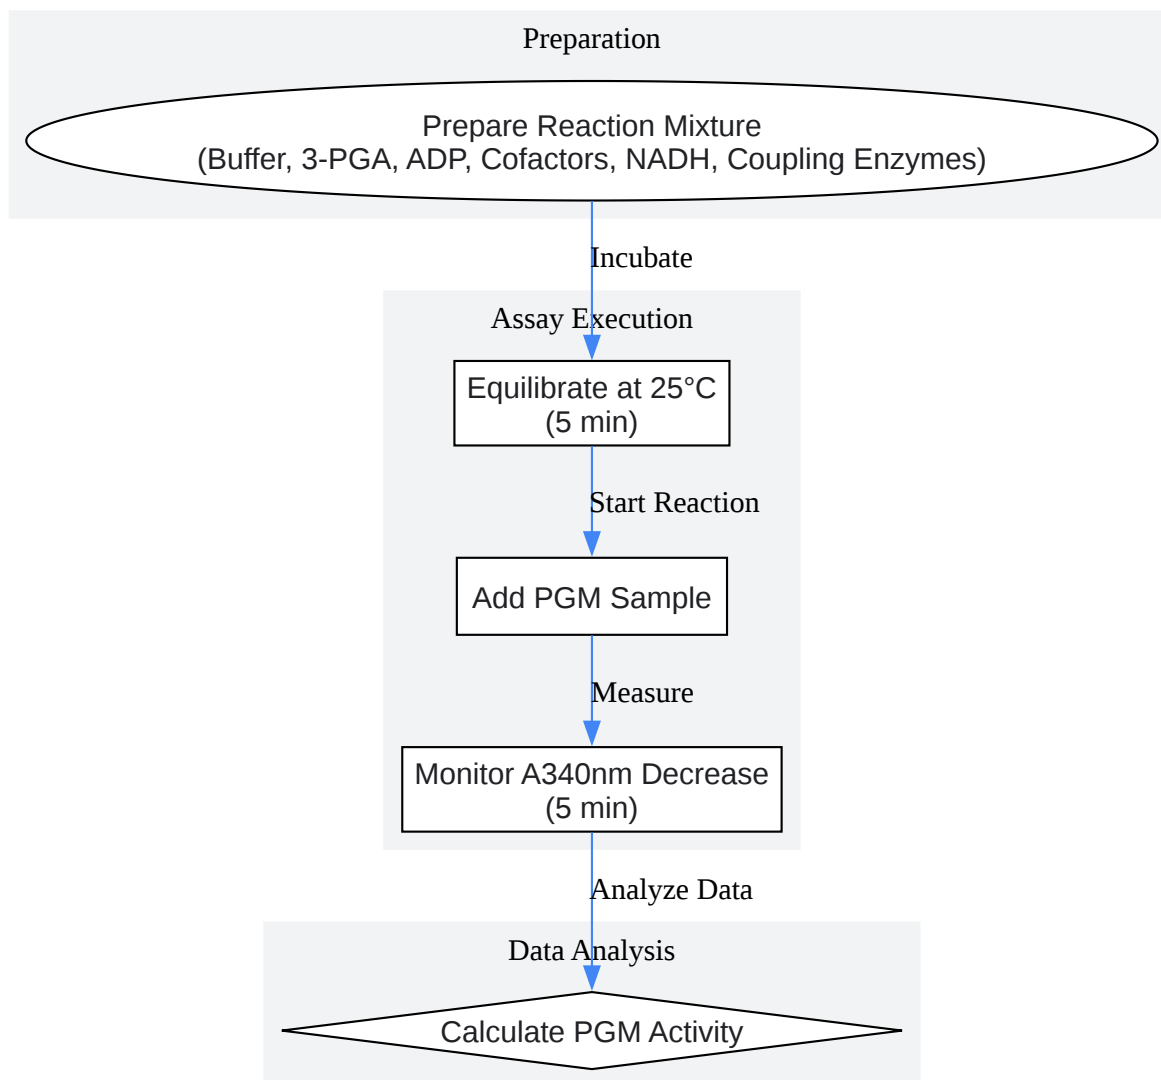 Preparation
Prepare Reaction Mixture
(Buffer, 3-PGA, ADP, Cofactors, NADH, Coupling Enzymes)
Incubate
Assay Execution
Equilibrate at 25°C
(5 min)
Start Reaction
Add PGM Sample
Measure
Monitor A340nm Decrease
(5 min)
Analyze Data
Data Analysis
Calculate PGM Activity